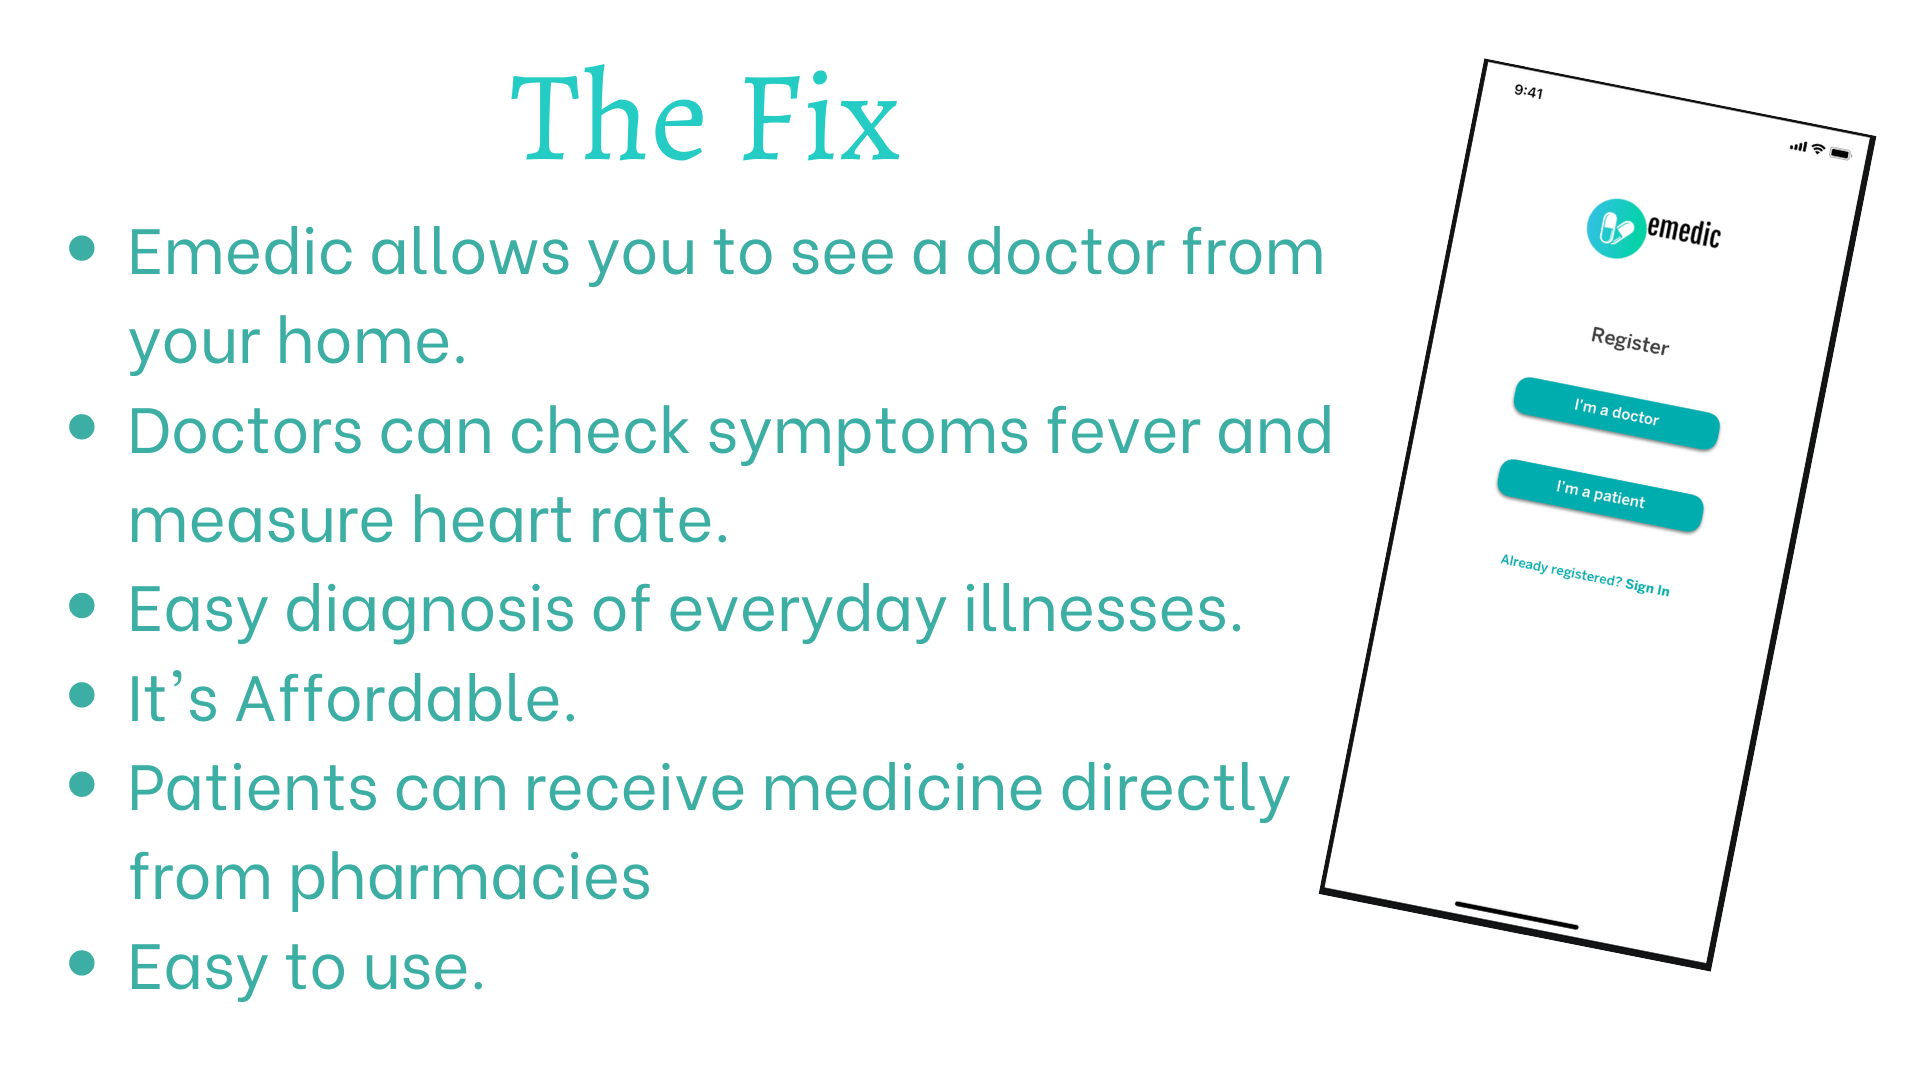 The Fix
• Emedic allows you to see a doctor from
your home.
• Doctors can check symptoms fever and
measure heart rate.
• Easy diagnosis of everyday illnesses.
• It's Affordable.
• Patients can receive medicine directly
from pharmacies
• Easy to use.
9:41
emedic
Register
I'm a doctor
I'm a patient
Already registered? Sign In